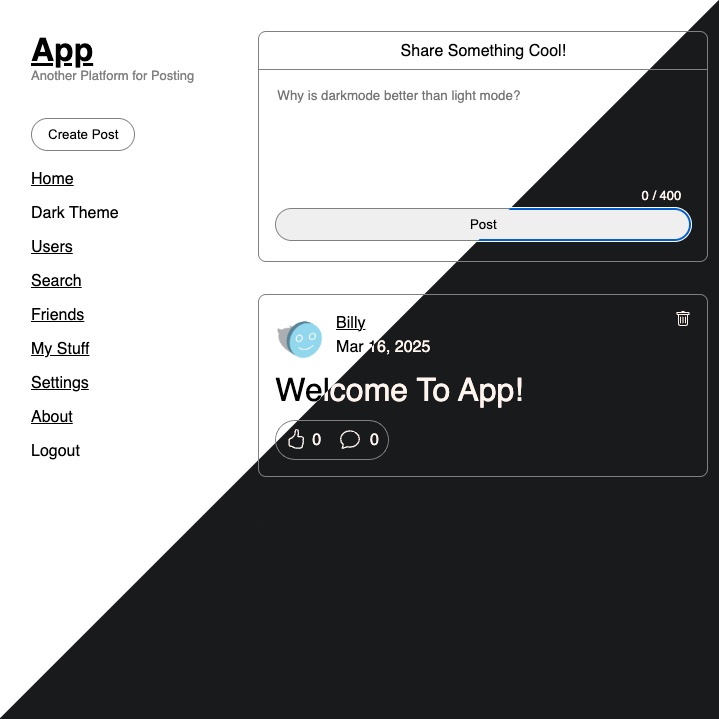 App
Another Platform for Posting
Create Post
Home
Dark Theme
Users
Search
Friends
My Stuff
Settings
About
Logout
Share Something Cool!
Why is darkmode better than light mode?
0 / 400
Post
Billy
Mar 16, 2025
Welcome To App!
0 0